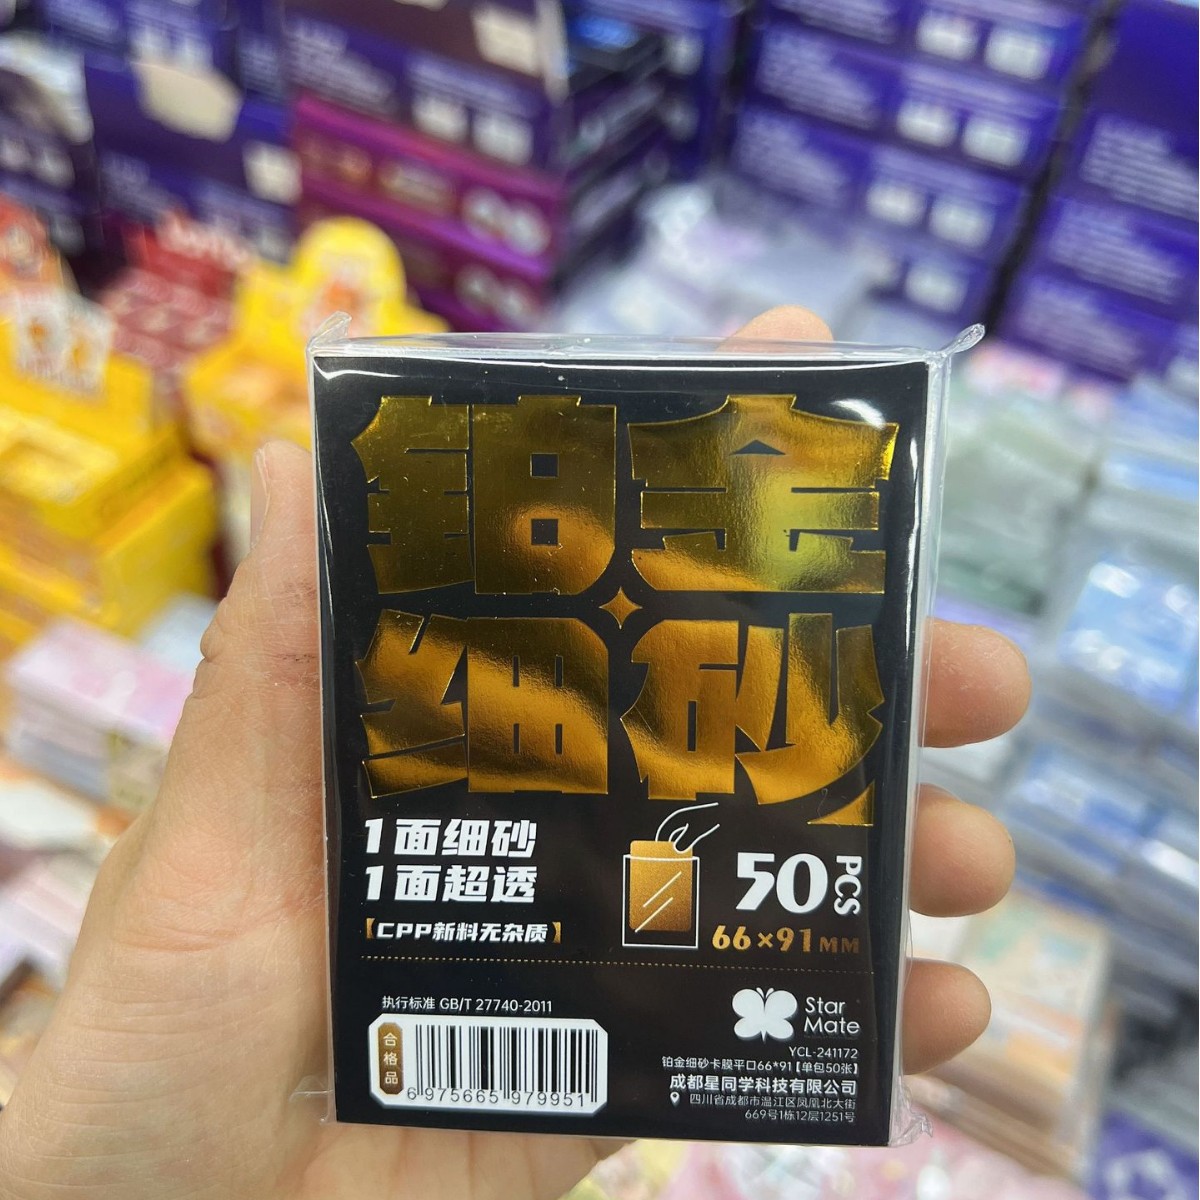 铂金
细砂
1面细砂
1面超透
【CPP新料无杂质】
50PCS
66×91MM
执行标准 GB/T 27740-2011
合格品
6 975665 979951
Star
Mate
YCL-241172
铂金细砂卡膜平口66*91【单包50张】
成都星同学科技有限公司
四川省成都市温江区凤凰北大街
669号1栋12层1251号